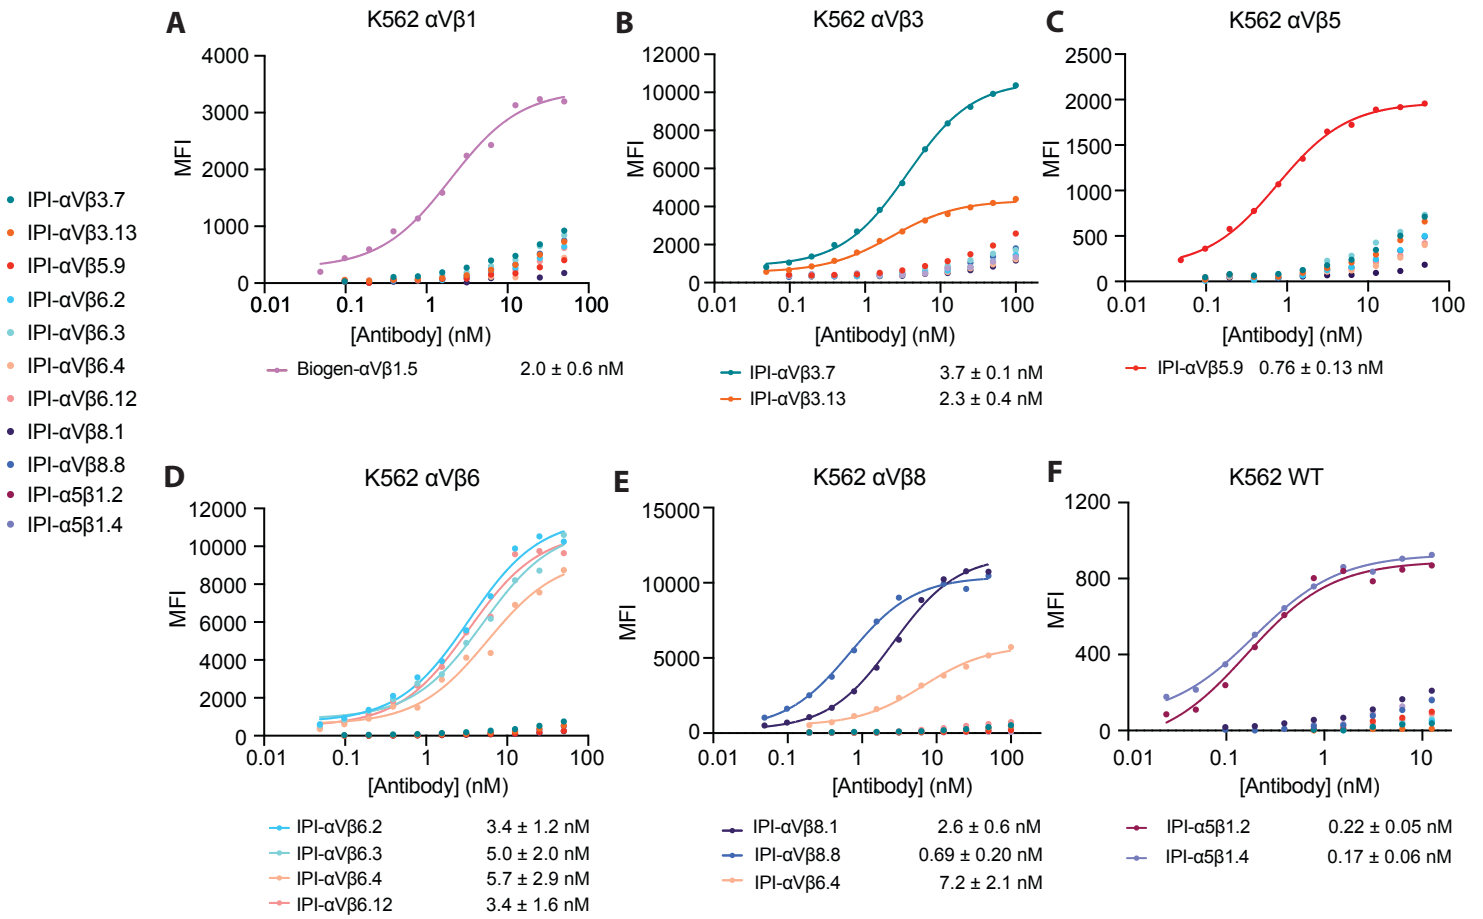 IPI-αVβ3.7
IPI-αVβ3.13
IPI-αVβ5.9
IPI-αVβ6.2
IPI-αVβ6.3
IPI-αVβ6.4
IPI-αVβ6.12
IPI-αVβ8.1
IPI-αVβ8.8
IPI-α5β1.2
IPI-α5β1.4
A
K562 αVβ1
4000
3000
2000
1000
0
MFI
0.01 0.1 1 10 100
[Antibody] (nM)
Biogen-αVβ1.5 2.0 ± 0.6 nM
B
K562 αVβ3
12000
10000
8000
6000
4000
2000
0
MFI
0.01 0.1 1 10 100
[Antibody] (nM)
IPI-αVβ3.7 3.7 ± 0.1 nM
IPI-αVβ3.13 2.3 ± 0.4 nM
C
K562 αVβ5
2500
2000
1500
1000
500
0
MFI
0.01 0.1 1 10 100
[Antibody] (nM)
IPI-αVβ5.9 0.76 ± 0.13 nM
D
K562 αVβ6
12000
10000
8000
6000
4000
2000
0
MFI
0.01 0.1 1 10 100
[Antibody] (nM)
IPI-αVβ6.2 3.4 ± 1.2 nM
IPI-αVβ6.3 5.0 ± 2.0 nM
IPI-αVβ6.4 5.7 ± 2.9 nM
IPI-αVβ6.12 3.4 ± 1.6 nM
E
K562 αVβ8
15000
10000
5000
0
MFI
0.01 0.1 1 10 100
[Antibody] (nM)
IPI-αVβ8.1 2.6 ± 0.6 nM
IPI-αVβ8.8 0.69 ± 0.20 nM
IPI-αVβ6.4 7.2 ± 2.1 nM
F
K562 WT
1200
800
400
0
MFI
0.01 0.1 1 10
[Antibody] (nM)
IPI-α5β1.2 0.22 ± 0.05 nM
IPI-α5β1.4 0.17 ± 0.06 nM